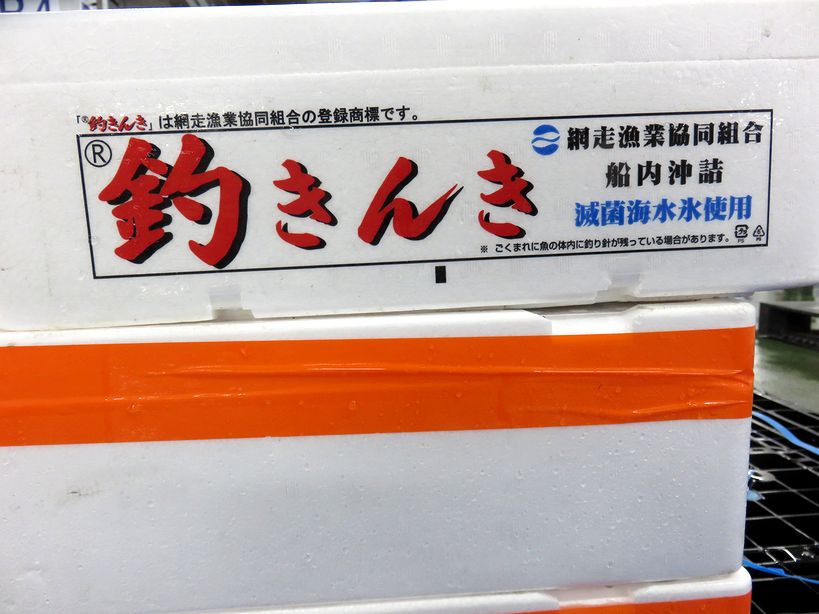 「®釣きんき」は網走漁業協同組合の登録商標です。
®釣きんき
網走漁業協同組合
船内沖詰
滅菌海水氷使用
※ ごくまれに魚の体内に釣り針が残っている場合があります。
PS
PS